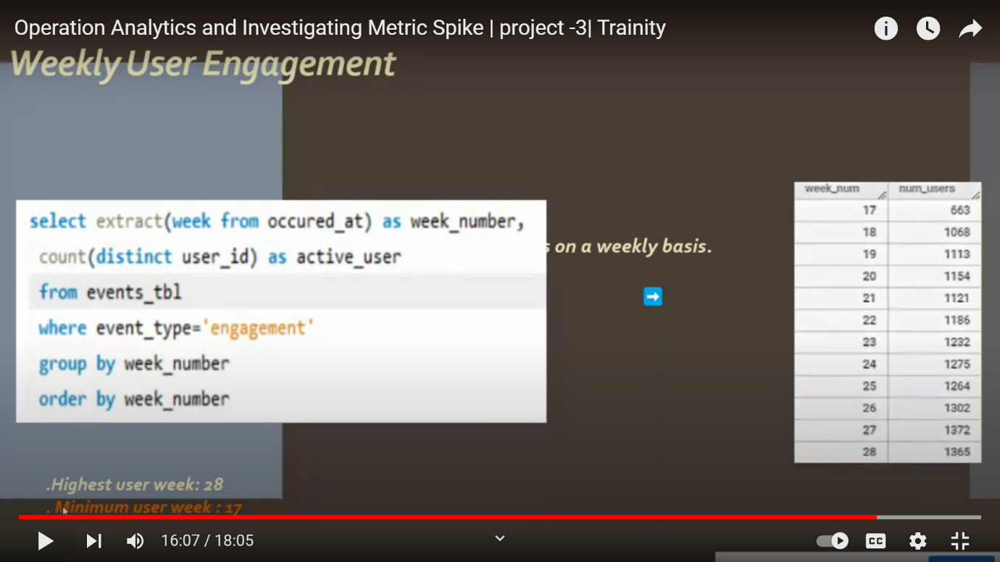 Operation Analytics and Investigating Metric Spike | project -3| Trainity
Weekly User Engagement
select extract(week from occured_at) as week_number,
count(distinct user_id) as active_user
from events_tbl
where event_type='engagement'
group by week_number
order by week_number
on a weekly basis.
week_num num_users
17 663
18 1068
19 1113
20 1154
21 1121
22 1186
23 1232
24 1275
25 1264
26 1302
27 1372
28 1365
.Highest user week: 28
. Minimum user week : 17
16:07 / 18:05
CC